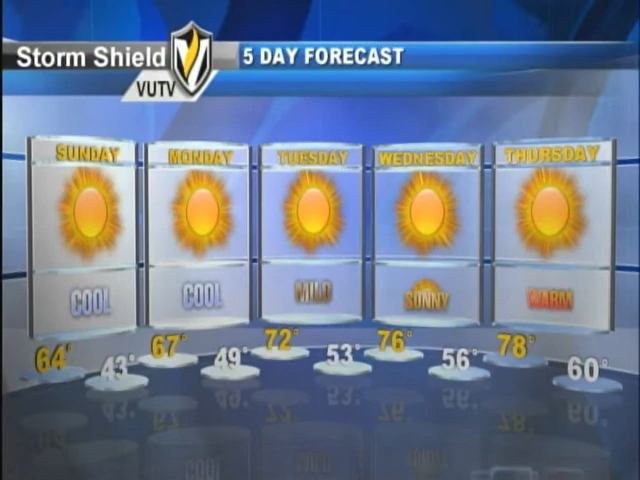 Storm Shield
VUTV
5 DAY FORECAST
SUNDAY
MONDAY
TUESDAY
WEDNESDAY
THURSDAY
COOL
COOL
MILD
SUNNY
WARM
64°
43°
67°
49°
72°
53°
76°
56°
78°
60°